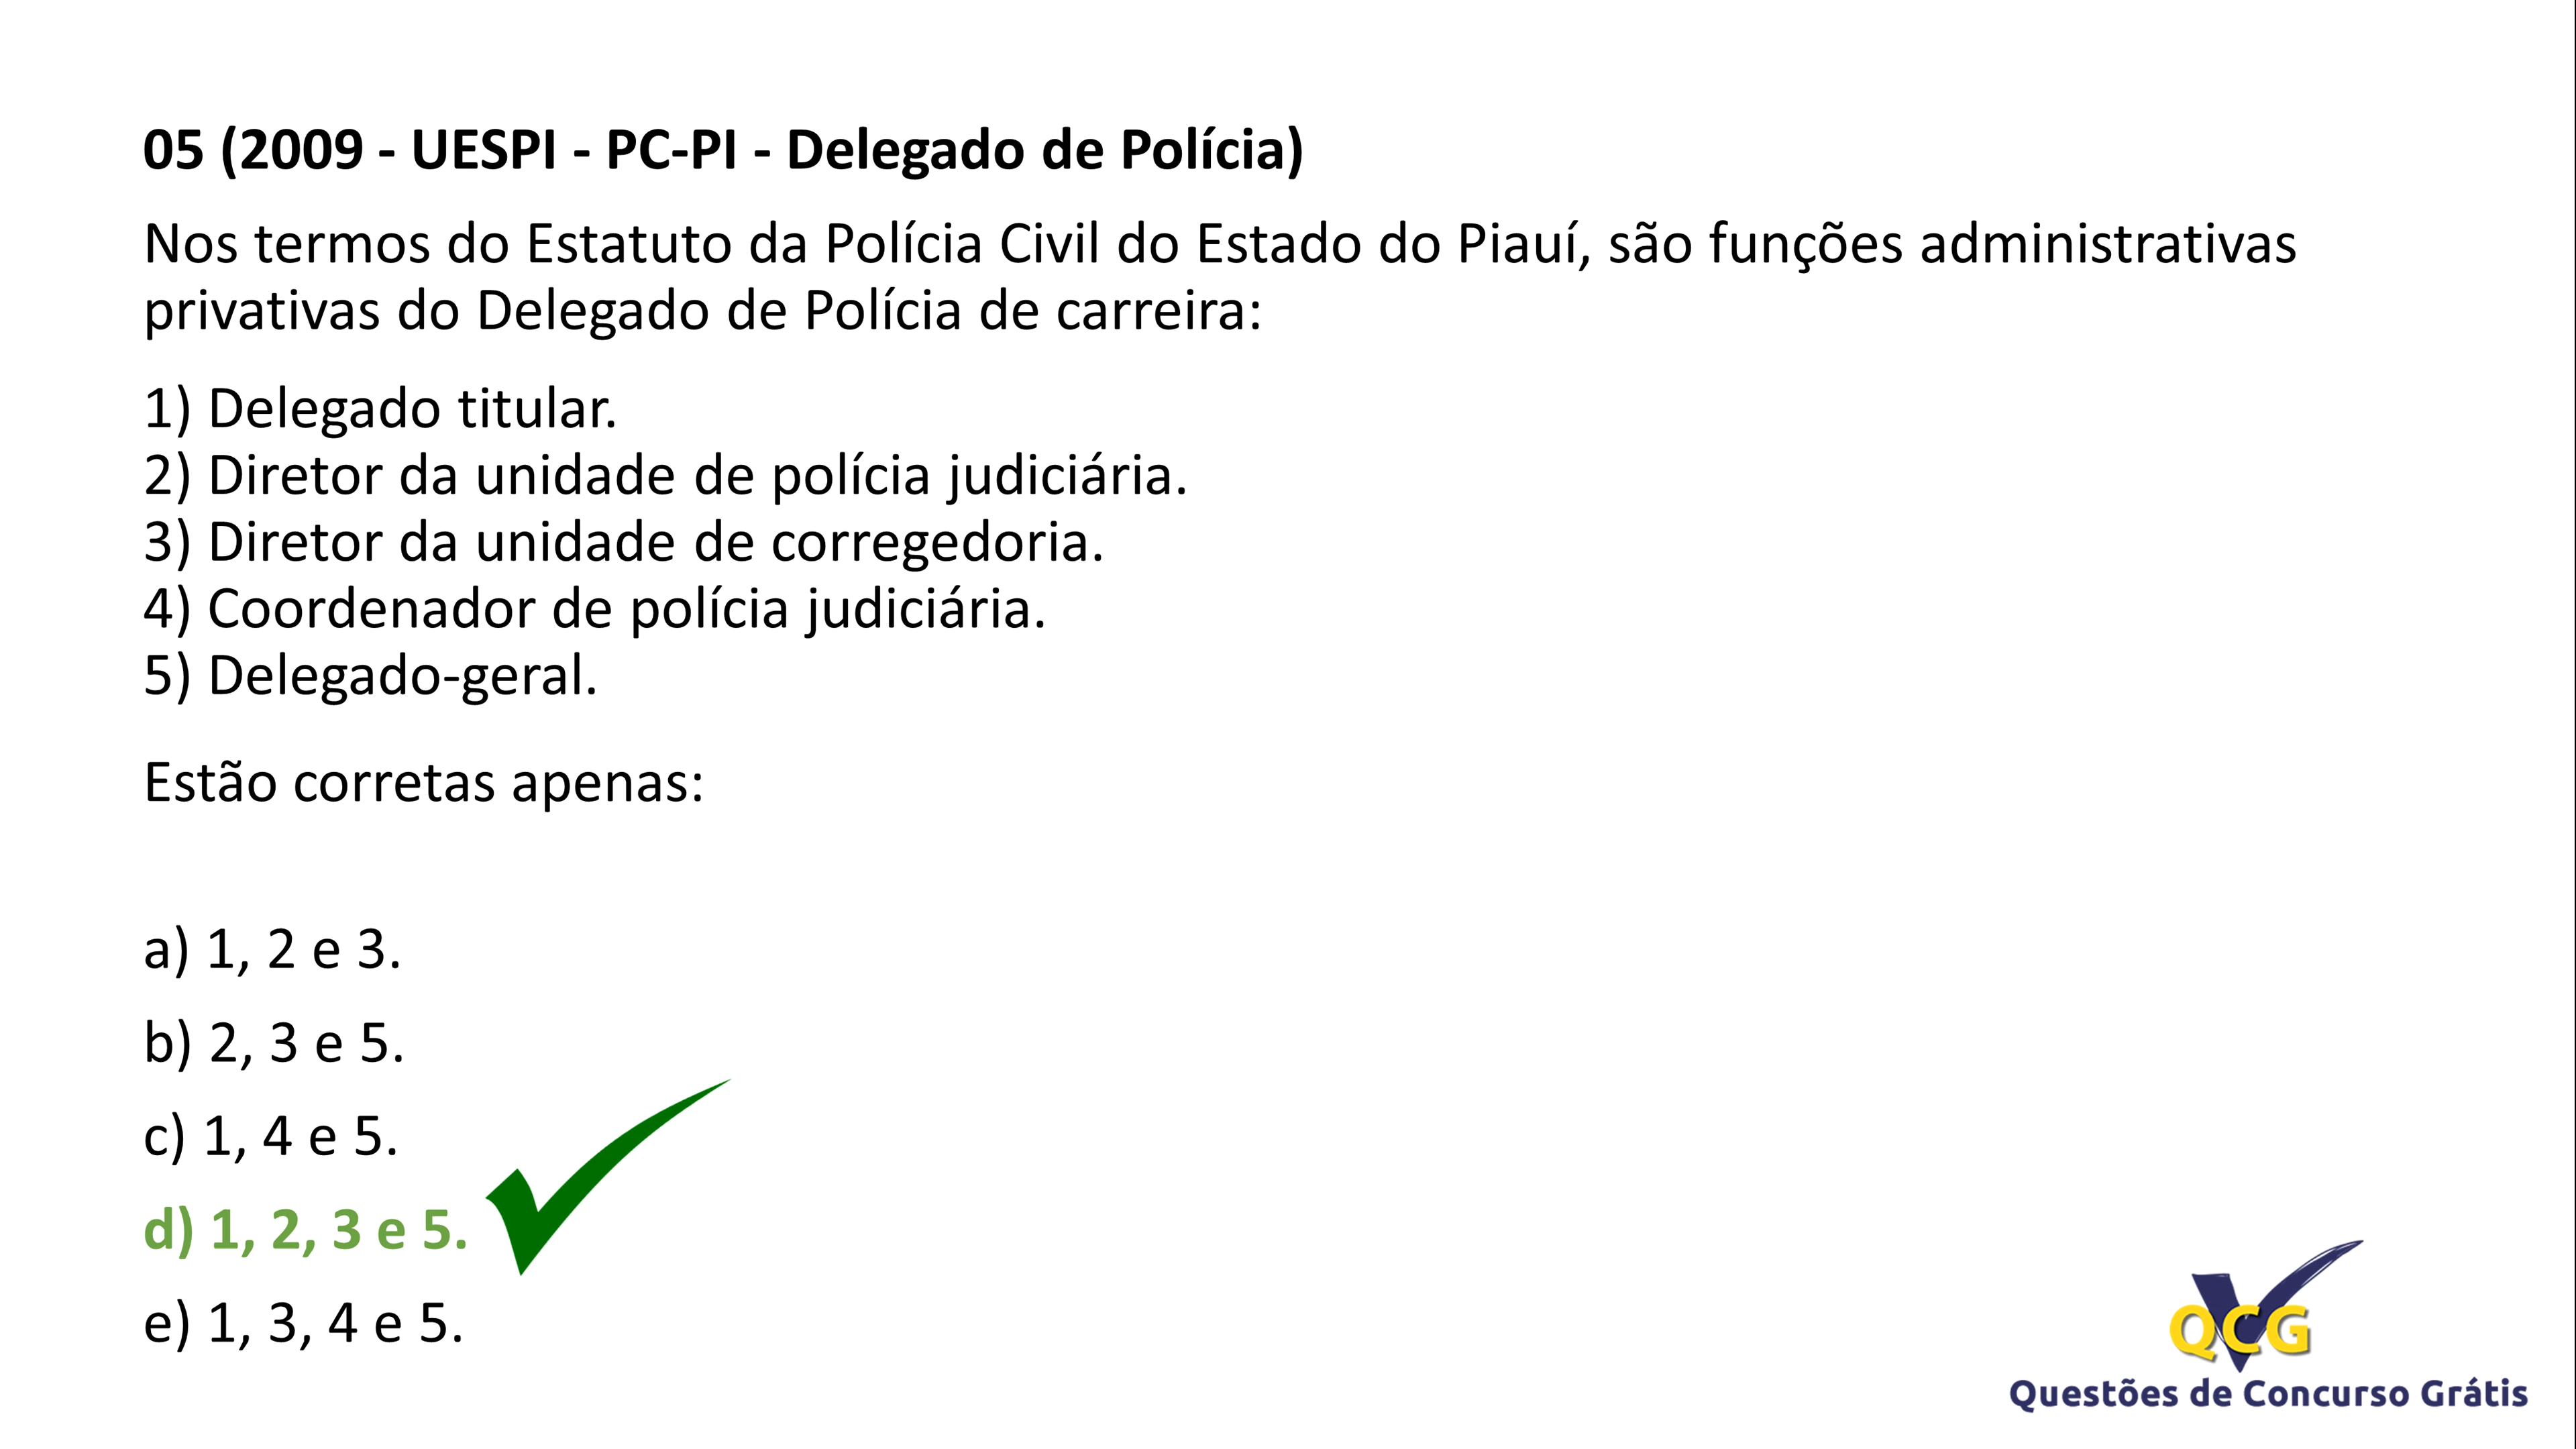 05 (2009 - UESPI - PC-PI - Delegado de Polícia)
Nos termos do Estatuto da Polícia Civil do Estado do Piauí, são funções administrativas
privativas do Delegado de Polícia de carreira:
1) Delegado titular.
2) Diretor da unidade de polícia judiciária.
3) Diretor da unidade de corregedoria.
4) Coordenador de polícia judiciária.
5) Delegado-geral.
Estão corretas apenas:
a) 1, 2 e 3.
b) 2, 3 e 5.
c) 1, 4 e 5.
d) 1, 2, 3 e 5.
e) 1, 3, 4 e 5.
QCG
Questões de Concurso Grátis